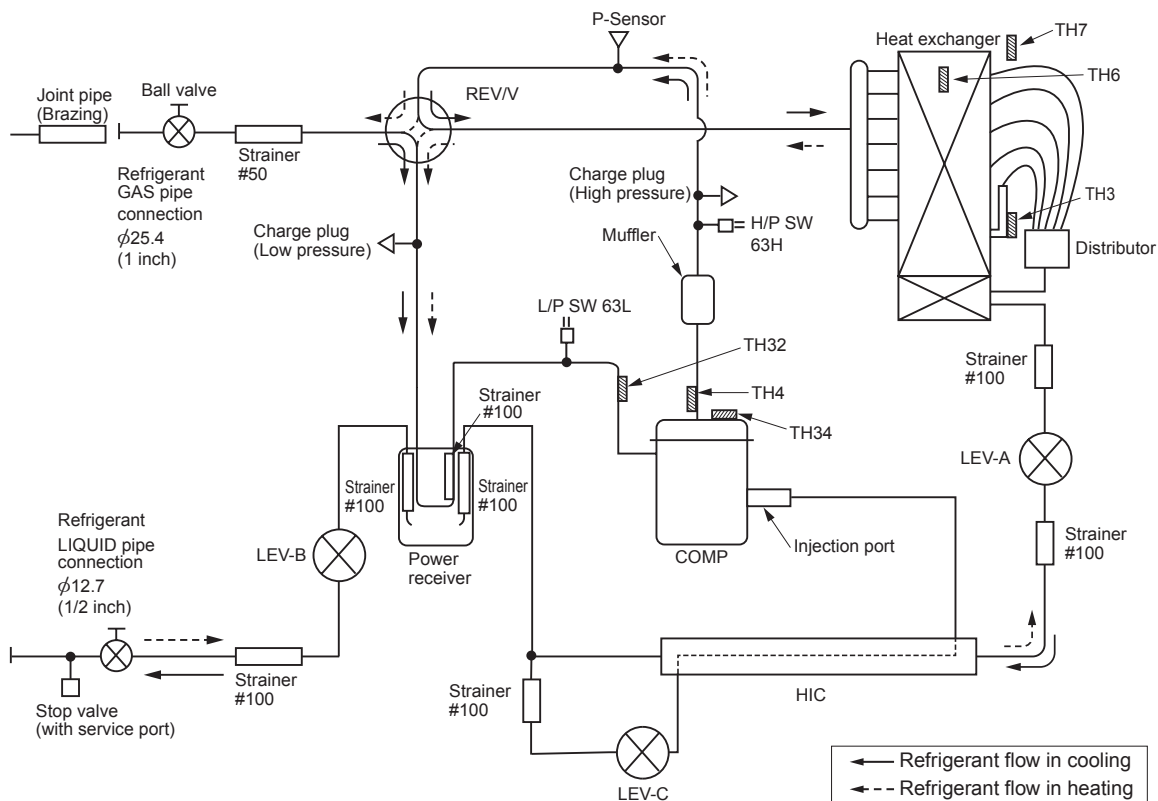 P-Sensor
TH7
Heat exchanger
TH6
Ball valve
REV/V
Joint pipe
(Brazing)
Strainer
#50
Refrigerant
GAS pipe
connection
ϕ25.4
(1 inch)
Charge plug
(High pressure)
TH3
Charge plug
(Low pressure)
H/P SW
63H
Muffler
Distributor
L/P SW 63L
TH32
Strainer
#100
Strainer
#100
TH4
TH34
LEV-A
Strainer
#100
Strainer
#100
Refrigerant
LIQUID pipe
connection
ϕ12.7
(1/2 inch)
LEV-B
Power
receiver
COMP
Injection port
Strainer
#100
Strainer
#100
Strainer
#100
HIC
Stop valve
(with service port)
LEV-C
Refrigerant flow in cooling
Refrigerant flow in heating